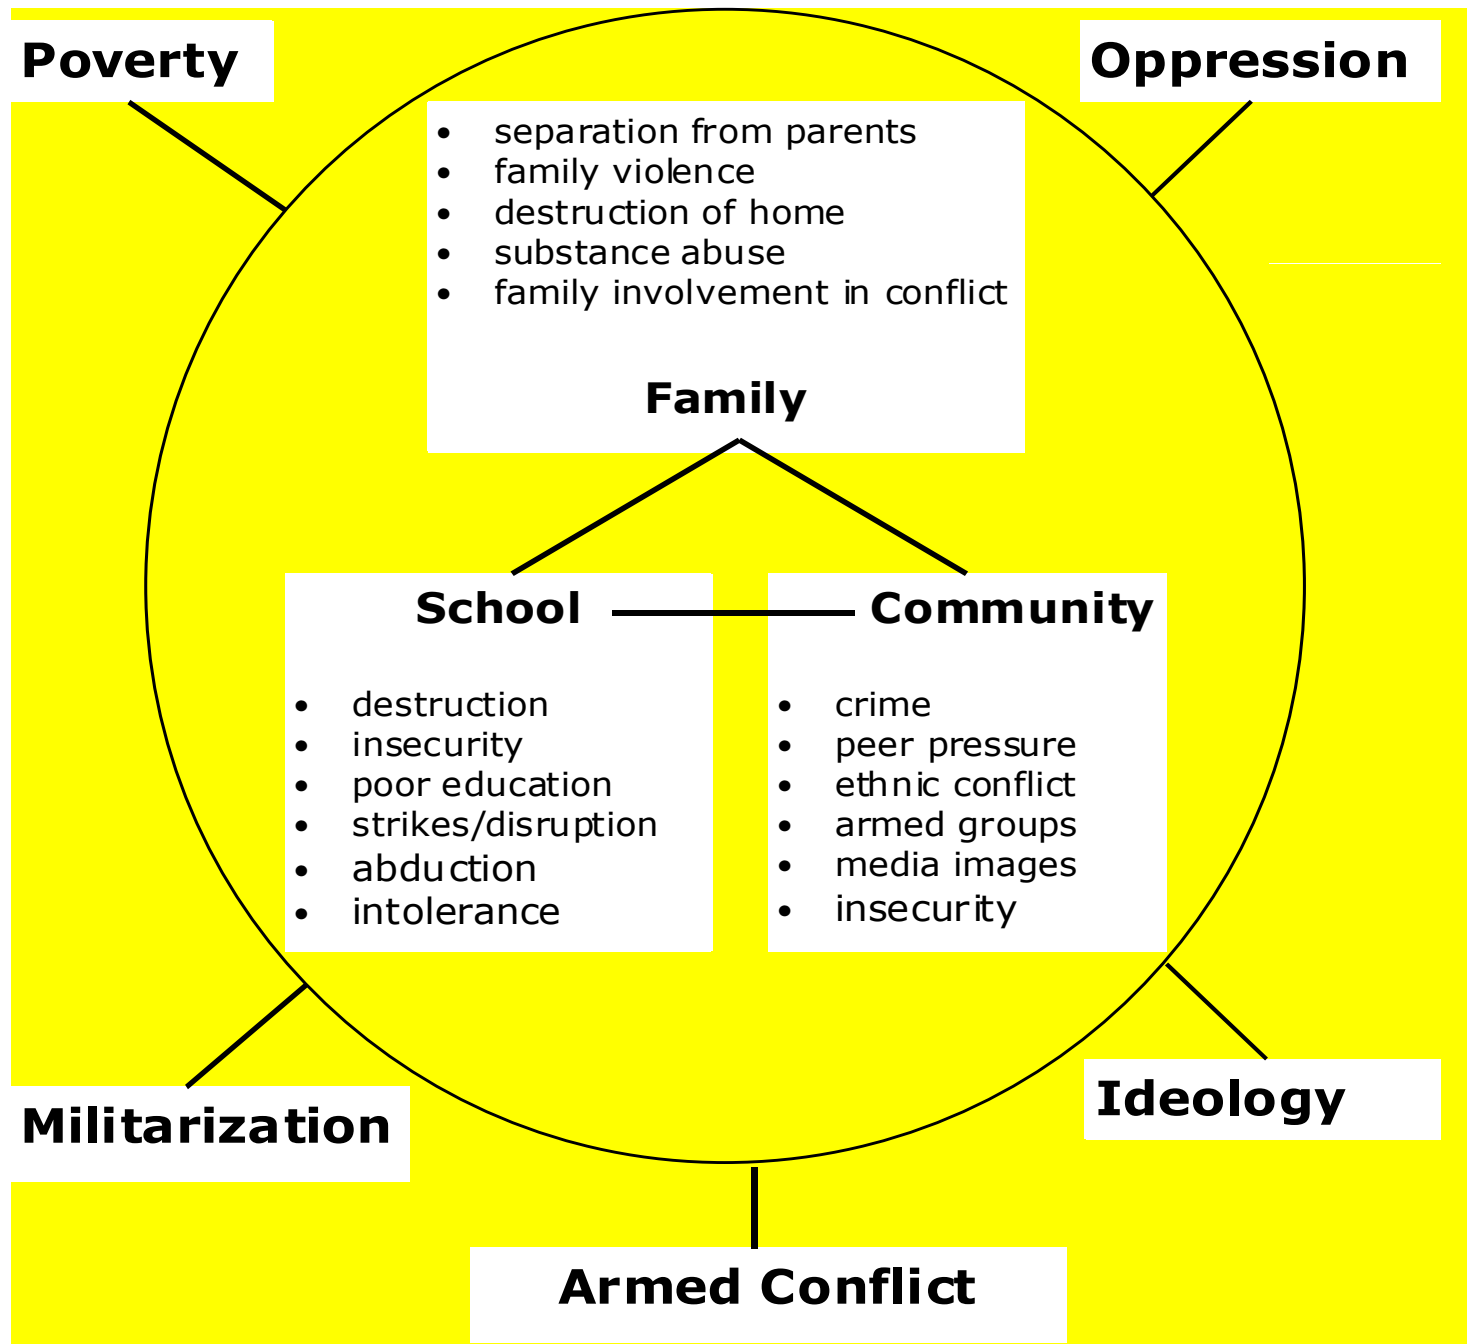 Poverty
Oppression
• separation from parents
• family violence
• destruction of home
• substance abuse
• family involvement in conflict
Family
School
• destruction
• insecurity
• poor education
• strikes/disruption
• abduction
• intolerance
Community
• crime
• peer pressure
• ethnic conflict
• armed groups
• media images
• insecurity
Militarization
Ideology
Armed Conflict